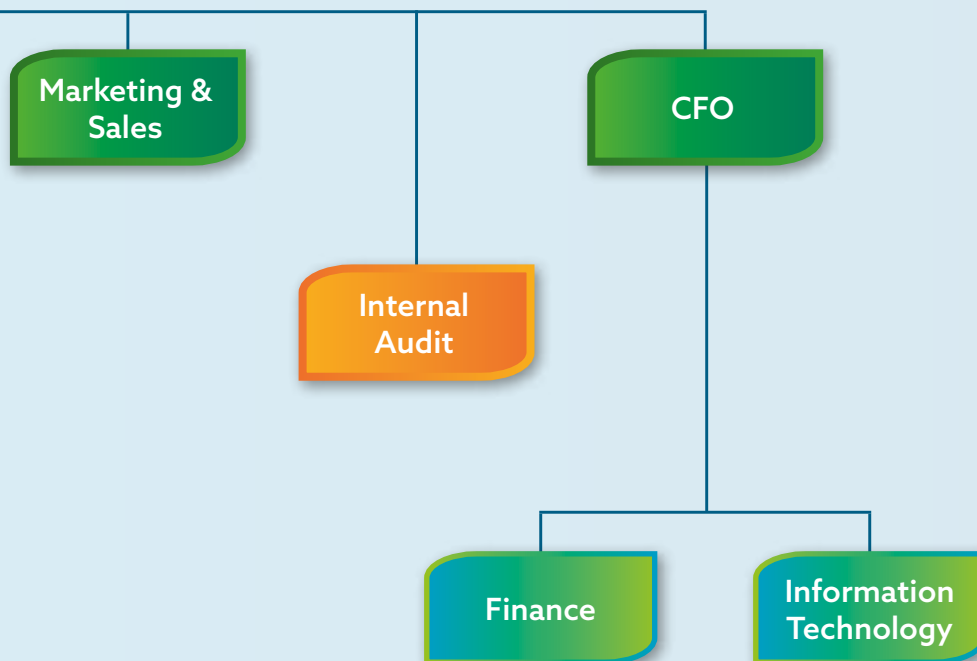 Marketing &
Sales
CFO
Internal
Audit
Finance
Information
Technology